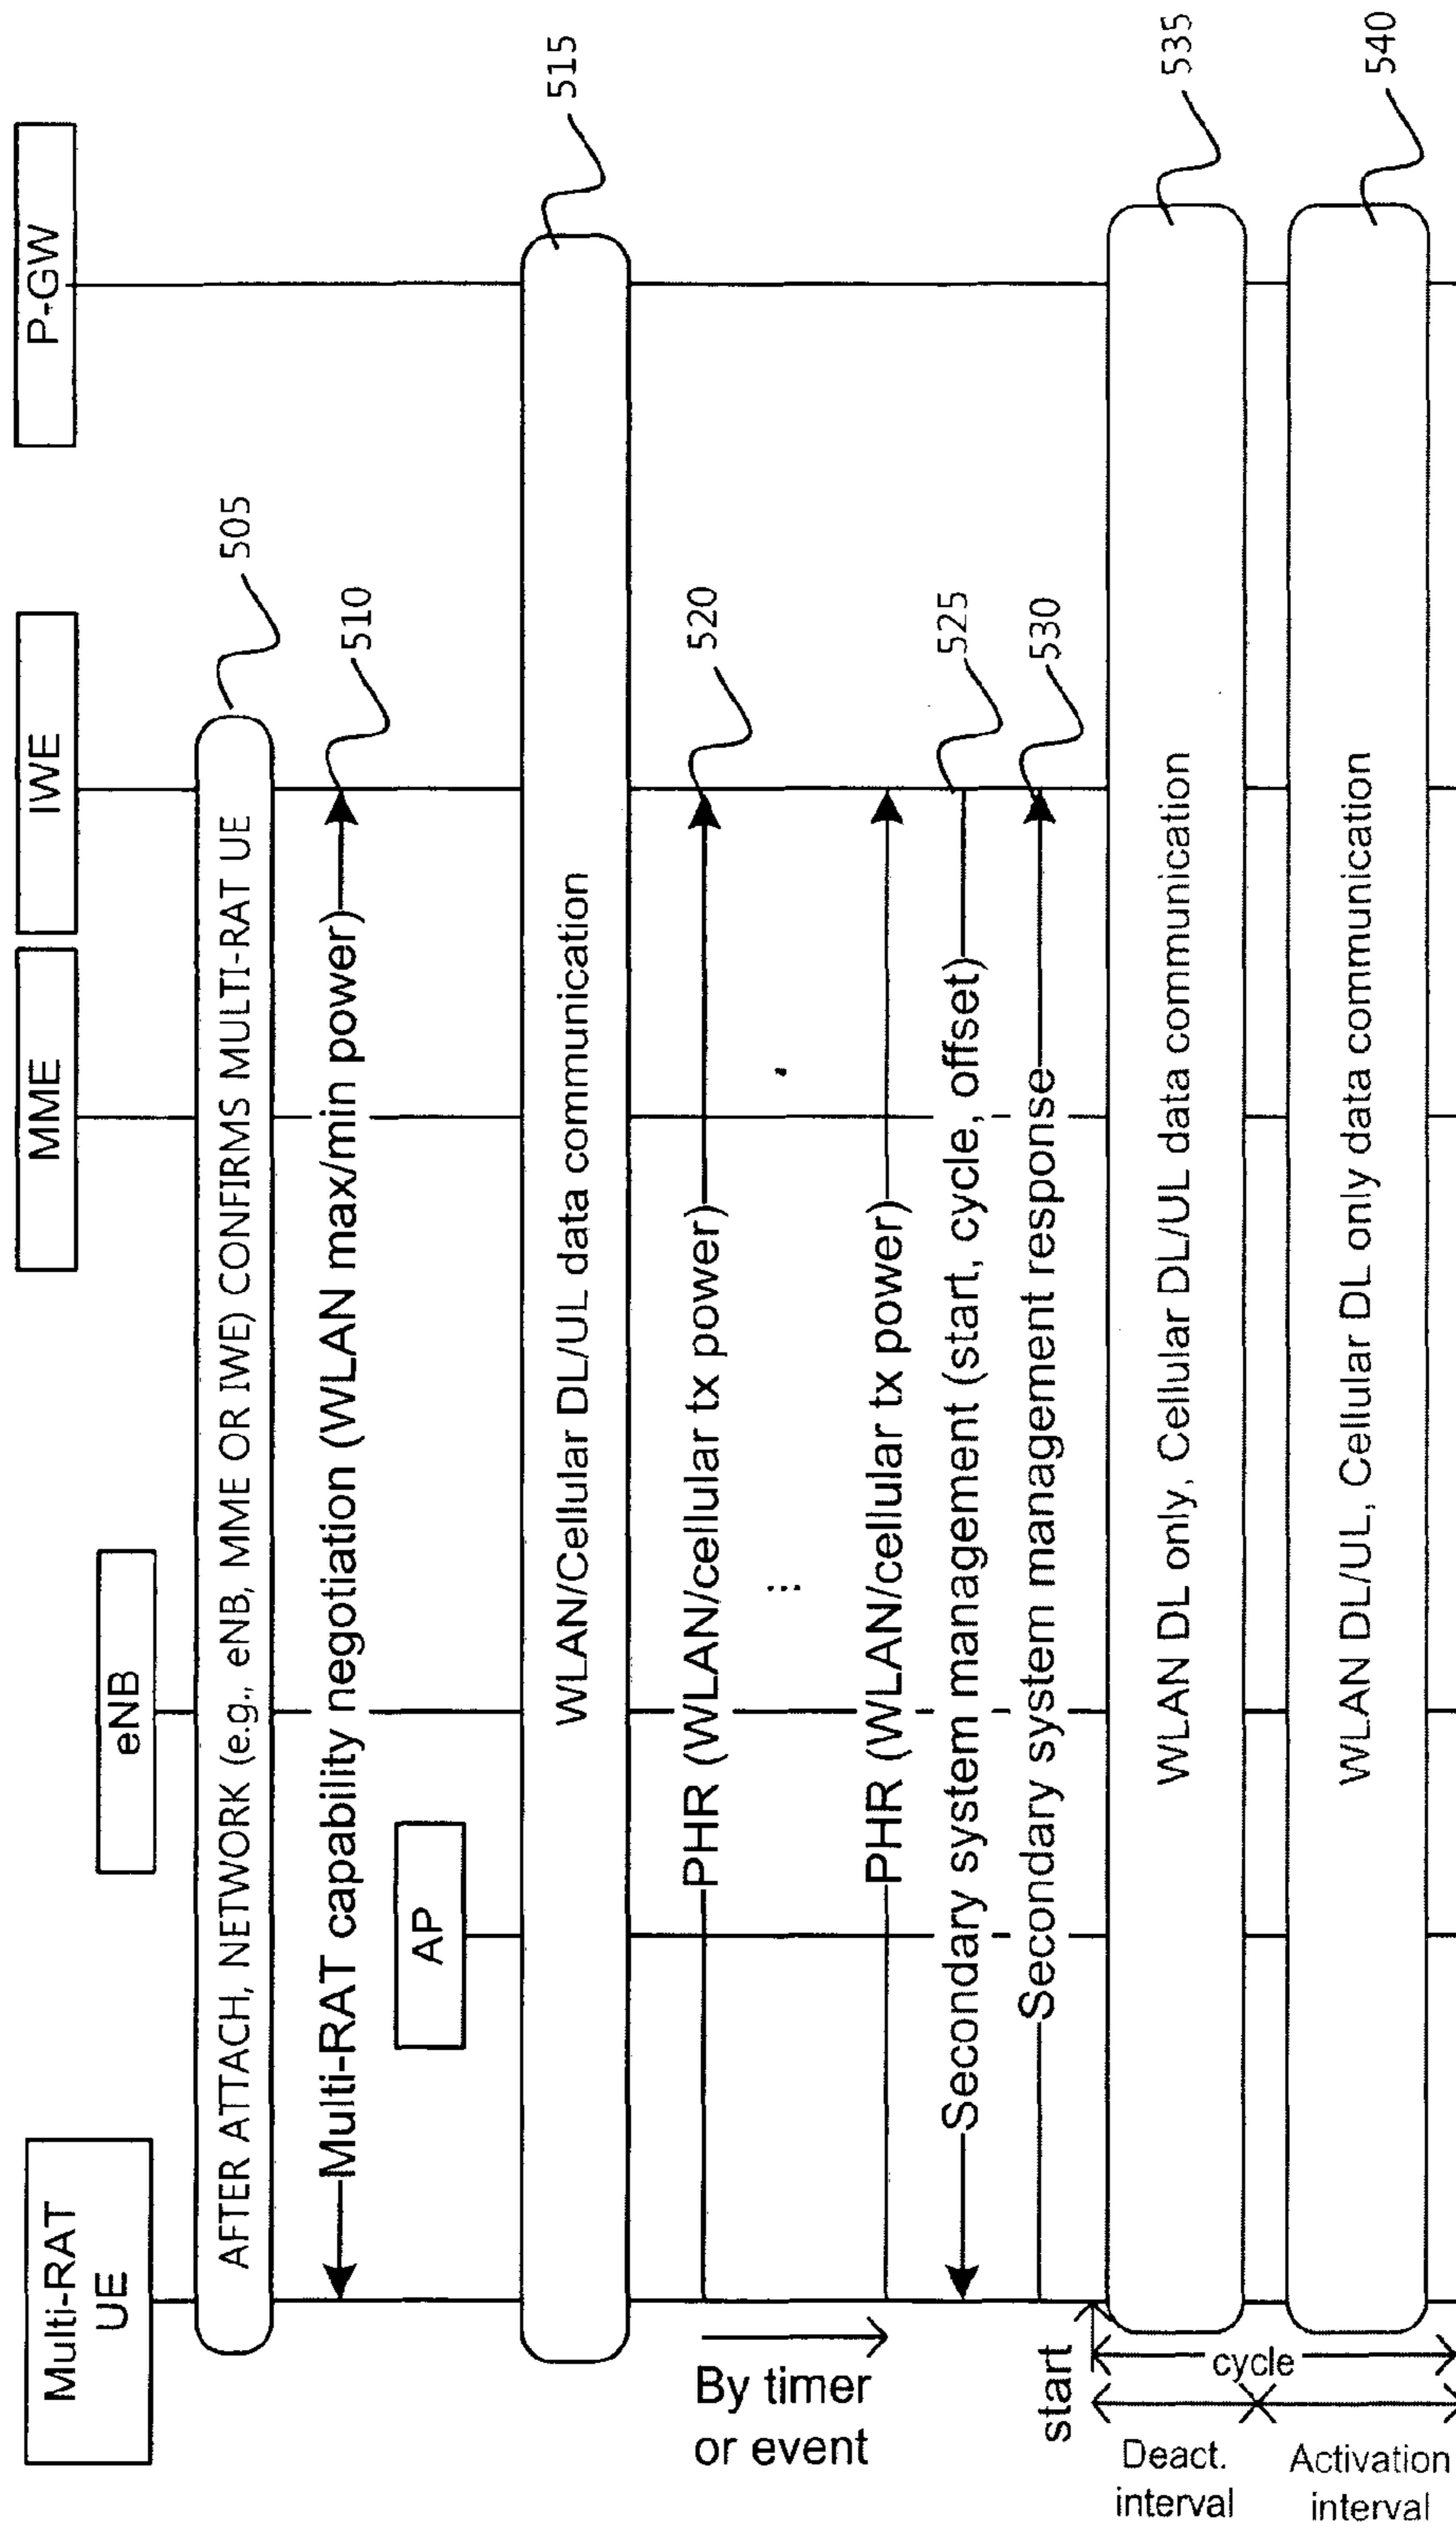 Multi-RAT
UE
eNB
MME
IWE
P-GW
AFTER ATTACH, NETWORK (e.g., eNB, MME OR IWE) CONFIRMS MULTI-RAT UE
505
Multi-RAT capability negotiation (WLAN max/min power)
510
AP
WLAN/Cellular DL/UL data communication
515
PHR (WLAN/cellular tx power)
520
...
By timer
or event
PHR (WLAN/cellular tx power)
Secondary system management (start, cycle, offset)
525
Secondary system management response
530
start
cycle
Deact.
interval
WLAN DL only, Cellular DL/UL data communication
535
Activation
interval
WLAN DL/UL, Cellular DL only data communication
540